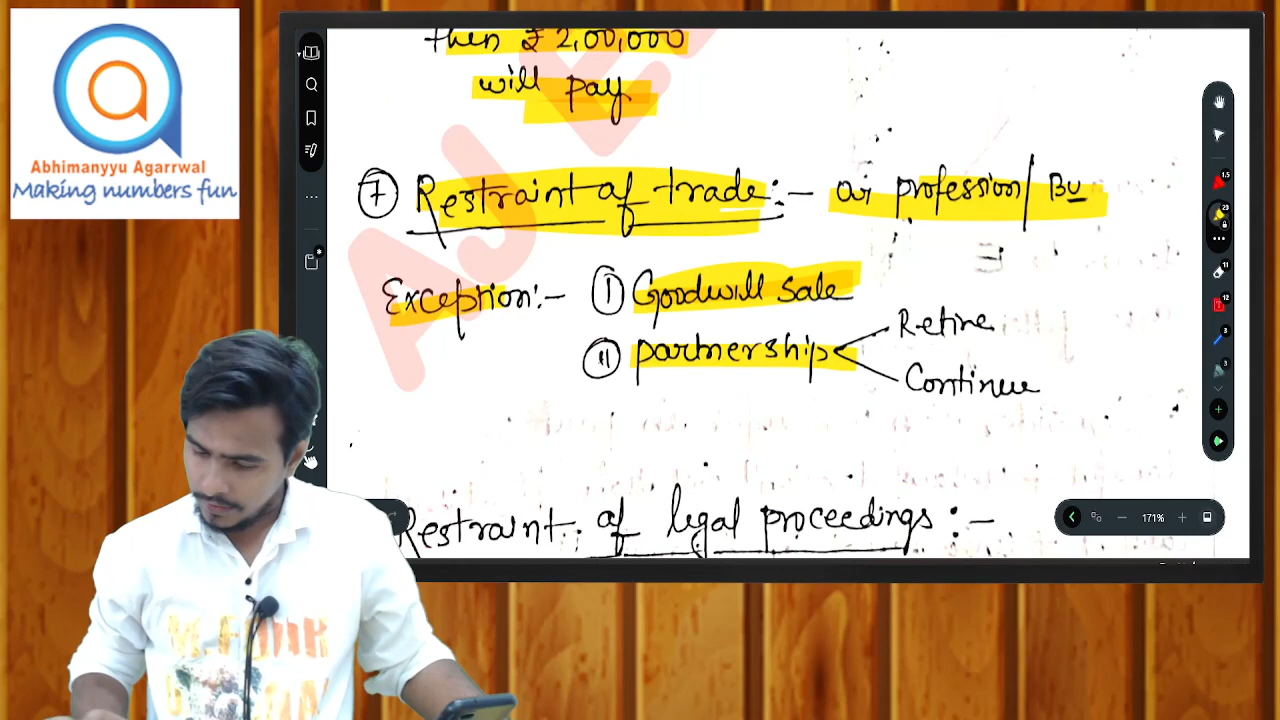 Abhimanyyu Agarrwal
Making numbers fun
then ₹ 2,00,000
will pay
⑦ Restraint of trade :- or profession/ Bu
Exception :- (I) Goodwill sale
(II) partnership
Retire
Continue
Restraint of legal proceedings :-
171%